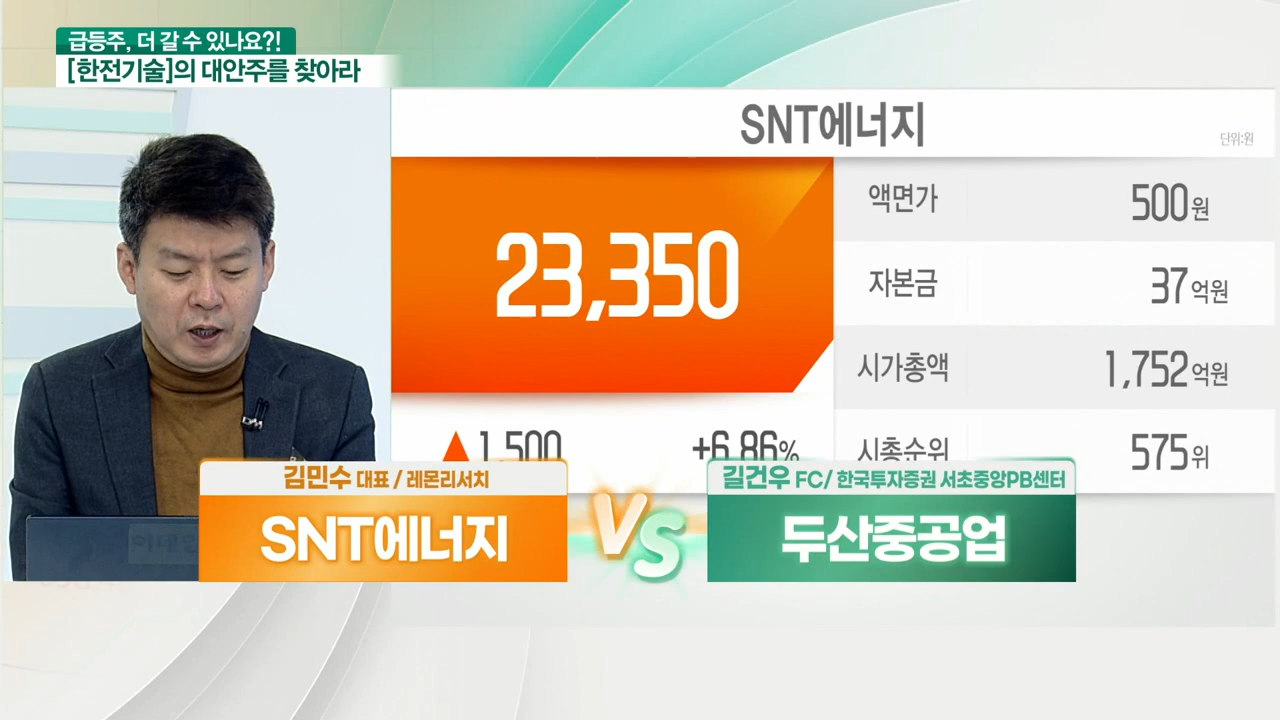 급등주, 더 갈 수 있나요?!
[한전기술]의 대안주를 찾아라
SNT에너지
단위:원
23,350
▲1,500 +6.86%
액면가 500원
자본금 37억원
시가총액 1,752억원
시총순위 575위
김민수 대표 / 레몬리서치
SNT에너지
VS
길건우 FC/ 한국투자증권 서초중앙PB센터
두산중공업